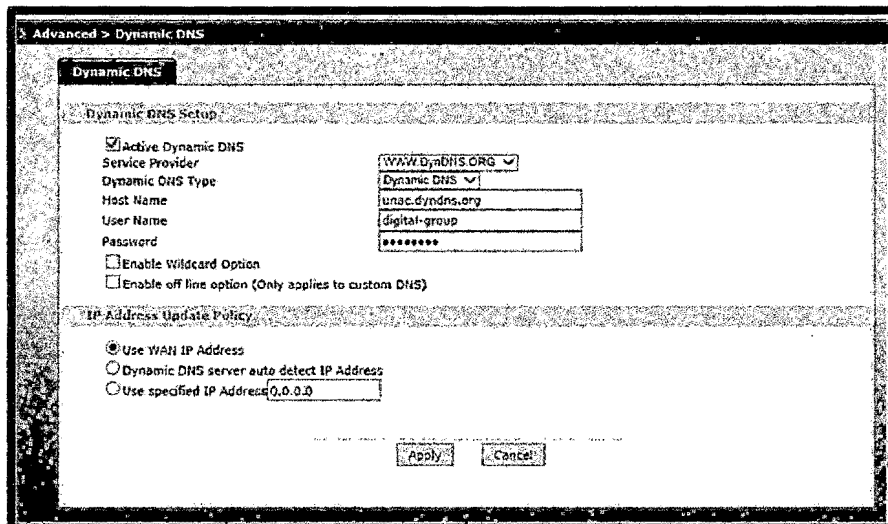 Advanced > Dynamic DNS
Dynamic DNS
Dynamic DNS Setup
Active Dynamic DNS
Service Provider WWW.DynDNS.ORG
Dynamic DNS Type Dynamic DNS
Host Name unac.dyndns.org
User Name digital-group
Password ••••••••
Enable Wildcard Option
Enable off line option (Only applies to custom DNS)
IP Address Update Policy
Use WAN IP Address
Dynamic DNS server auto detect IP Address
Use specified IP Address 0.0.0.0
Apply Cancel